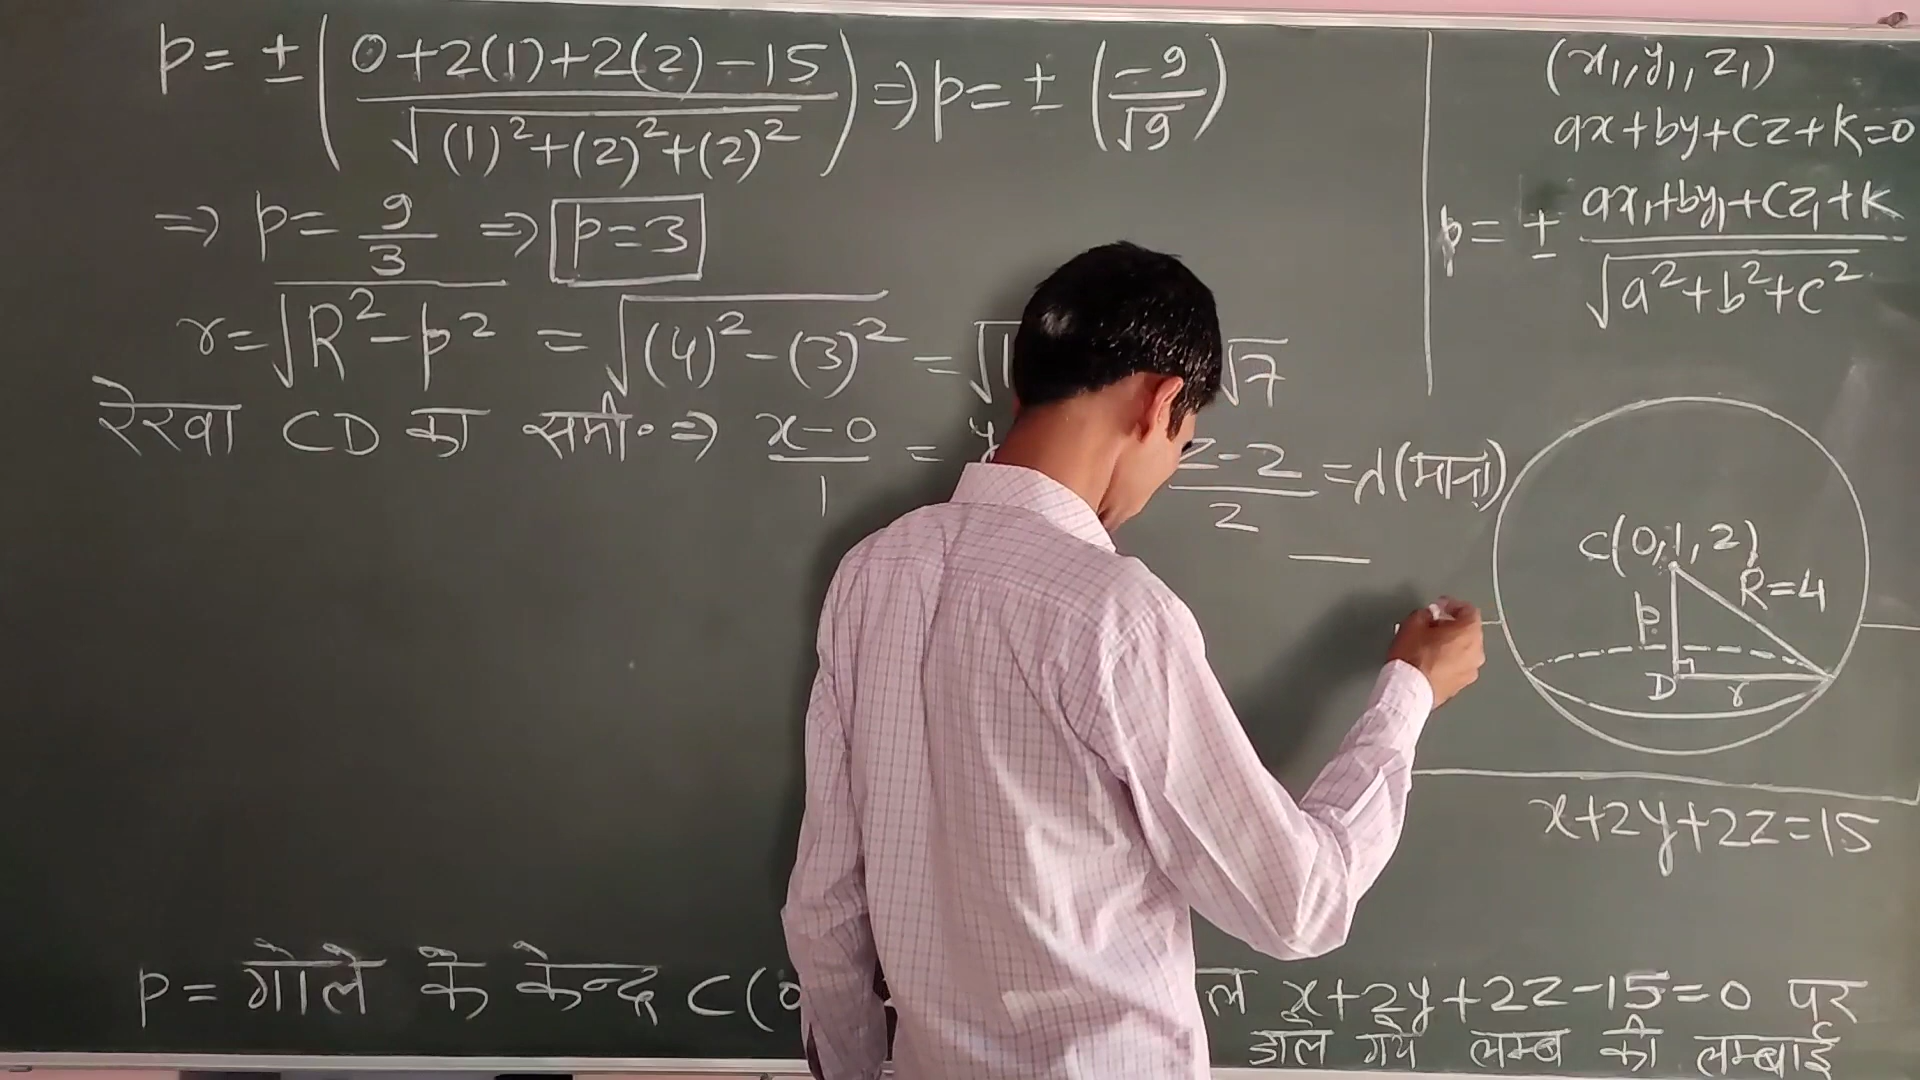 p = ± ( 0+2(1)+2(2)-15 / √(1)²+(2)²+(2)² ) ⇒ p = ± ( -9 / √9 )
⇒ p = 9/3 ⇒ p=3
r = √R²-p² = √(4)²-(3)² = √7
रेखा CD का समी॰ ⇒ x-0 / 1 = z-2 / 2 = λ (माना)
p = गोले के केन्द्र C(0 x+2y+2z-15=0 पर
डाले गये लम्ब की लम्बाई
(x₁, y₁, z₁)
ax+by+cz+k=0
p = ± ax₁+by₁+cz₁+k / √a²+b²+c²
C(0,1,2)
R=4
p
D r
x+2y+2z=15